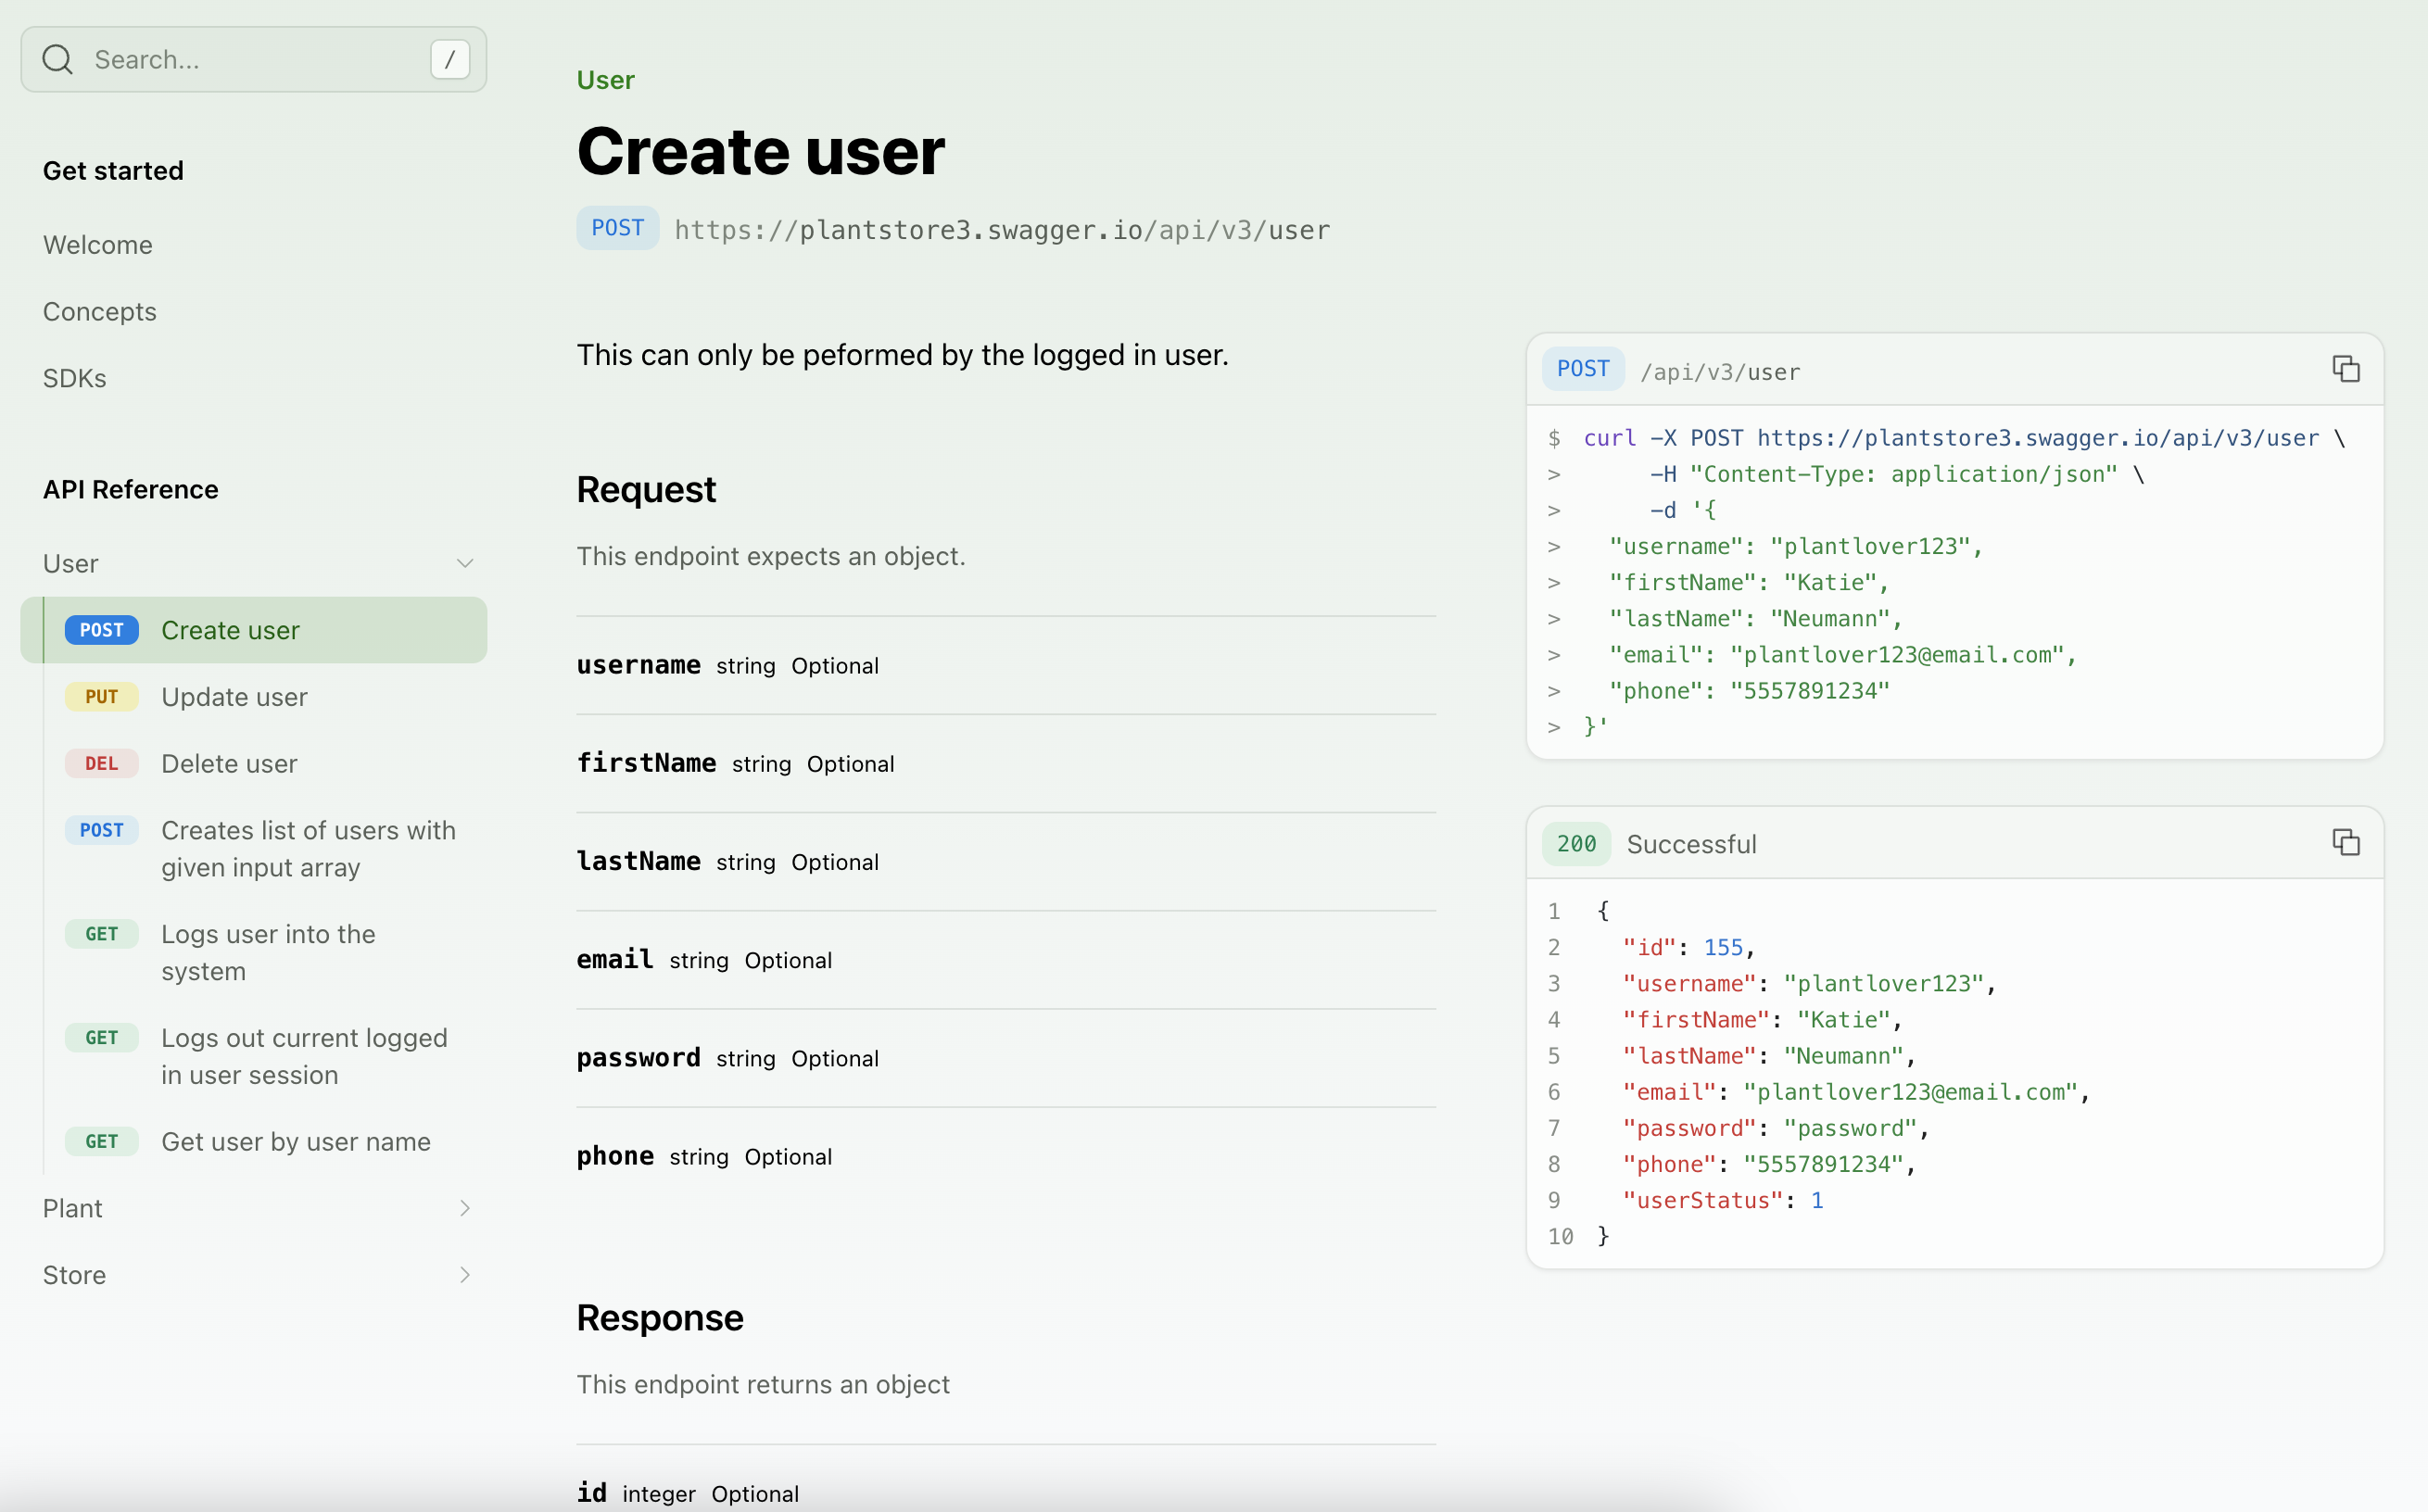 Search...
/
Get started
Welcome
Concepts
SDKs
API Reference
User
POST Create user
PUT Update user
DEL Delete user
POST Creates list of users with
given input array
GET Logs user into the
system
GET Logs out current logged
in user session
GET Get user by user name
Plant
Store
User
Create user
POST https://plantstore3.swagger.io/api/v3/user
This can only be peformed by the logged in user.
Request
This endpoint expects an object.
username string Optional
firstName string Optional
lastName string Optional
email string Optional
password string Optional
phone string Optional
Response
This endpoint returns an object
id integer Optional
POST /api/v3/user
$ curl -X POST https://plantstore3.swagger.io/api/v3/user \
>      -H "Content-Type: application/json" \
>      -d '{
>   "username": "plantlover123",
>   "firstName": "Katie",
>   "lastName": "Neumann",
>   "email": "plantlover123@email.com",
>   "phone": "5557891234"
> }'
200 Successful
1 {
2   "id": 155,
3   "username": "plantlover123",
4   "firstName": "Katie",
5   "lastName": "Neumann",
6   "email": "plantlover123@email.com",
7   "password": "password",
8   "phone": "5557891234",
9   "userStatus": 1
10 }